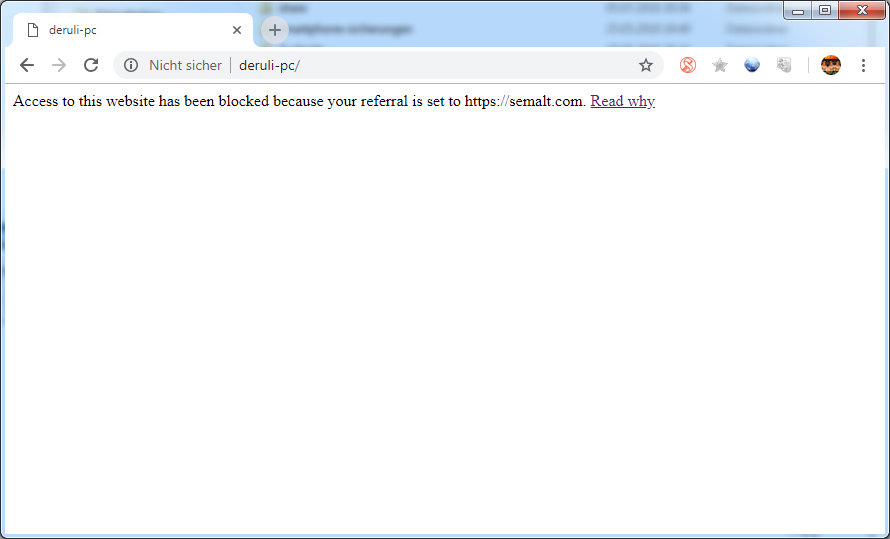 deruli-pc
Nicht sicher | deruli-pc/
Access to this website has been blocked because your referral is set to https://semalt.com. Read why